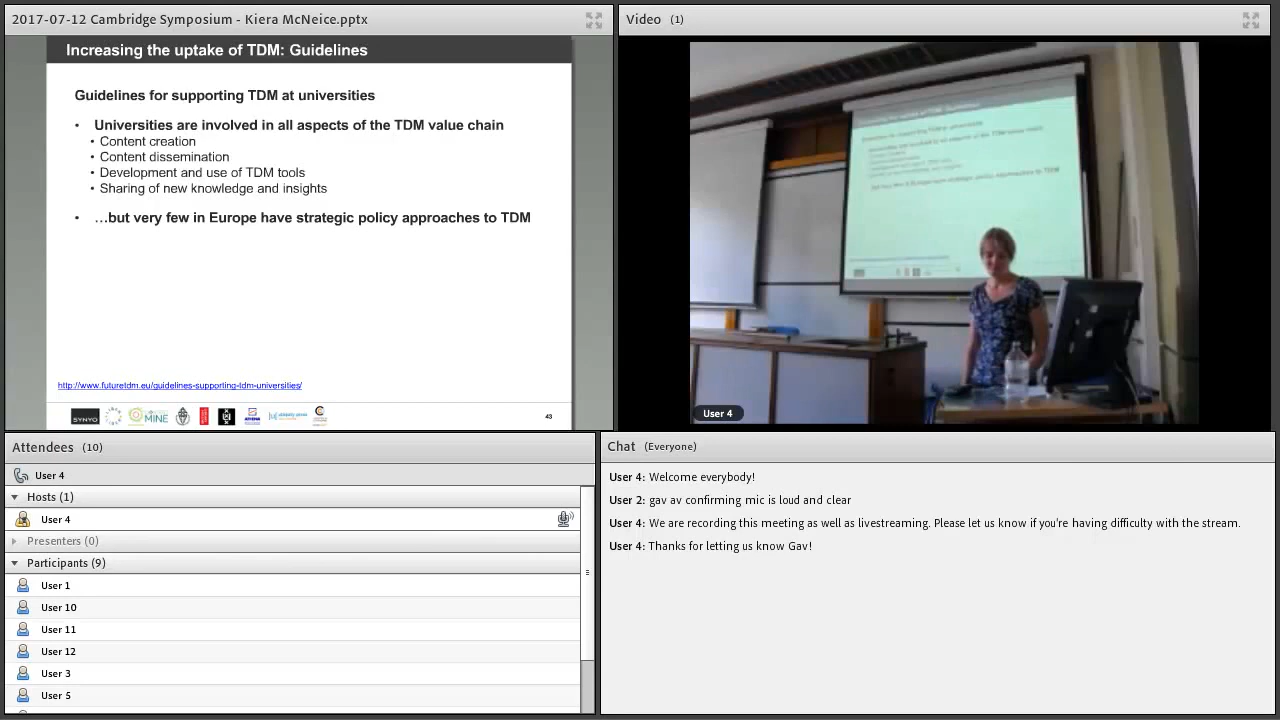 2017-07-12 Cambridge Symposium - Kiera McNeice.pptx
Increasing the uptake of TDM: Guidelines
Guidelines for supporting TDM at universities
• Universities are involved in all aspects of the TDM value chain
• Content creation
• Content dissemination
• Development and use of TDM tools
• Sharing of new knowledge and insights
• …but very few in Europe have strategic policy approaches to TDM
http://www.futuretdm.eu/guidelines-supporting-tdm-universities/
SYNYO
MINE
43
Video (1)
User 4
Attendees (10)
User 4
Hosts (1)
User 4
Presenters (0)
Participants (9)
User 1
User 10
User 11
User 12
User 3
User 5
Chat (Everyone)
User 4: Welcome everybody!
User 2: gav av confirming mic is loud and clear
User 4: We are recording this meeting as well as livestreaming. Please let us know if you're having difficulty with the stream.
User 4: Thanks for letting us know Gav!